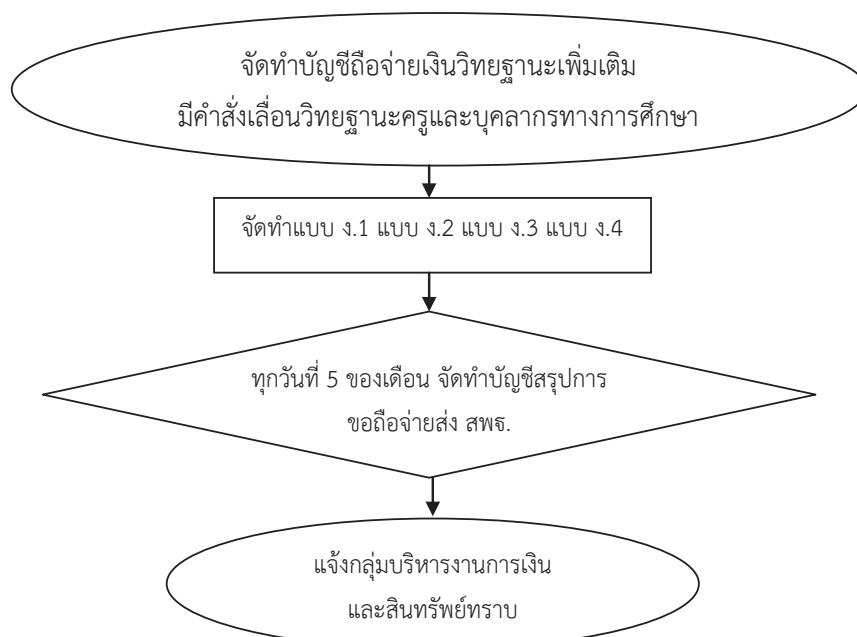 จัดทำบัญชีถือจ่ายเงินวิทยฐานะเพิ่มเติม
มีคำสั่งเลื่อนวิทยฐานะครูและบุคลากรทางการศึกษา
จัดทำแบบ ง.1 แบบ ง.2 แบบ ง.3 แบบ ง.4
ทุกวันที่ 5 ของเดือน จัดทำบัญชีสรุปการ
ขอถือจ่ายส่ง สพฐ.
แจ้งกลุ่มบริหารงานการเงิน
และสินทรัพย์ทราบ